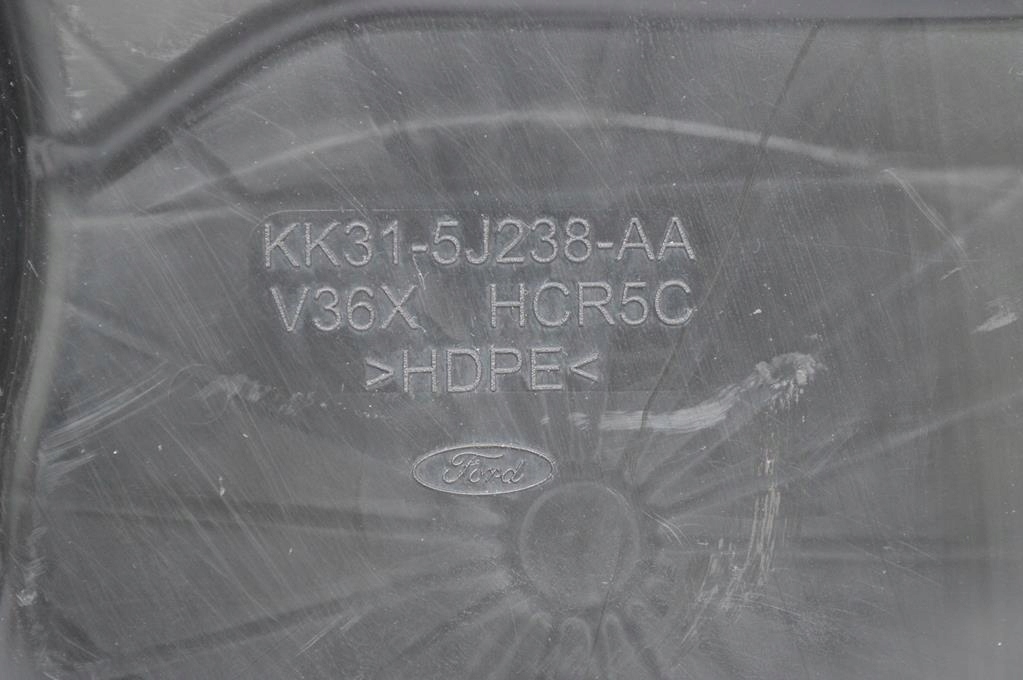 KK31-5J238-AA
V36X HCR5C
>HDPE<
Ford